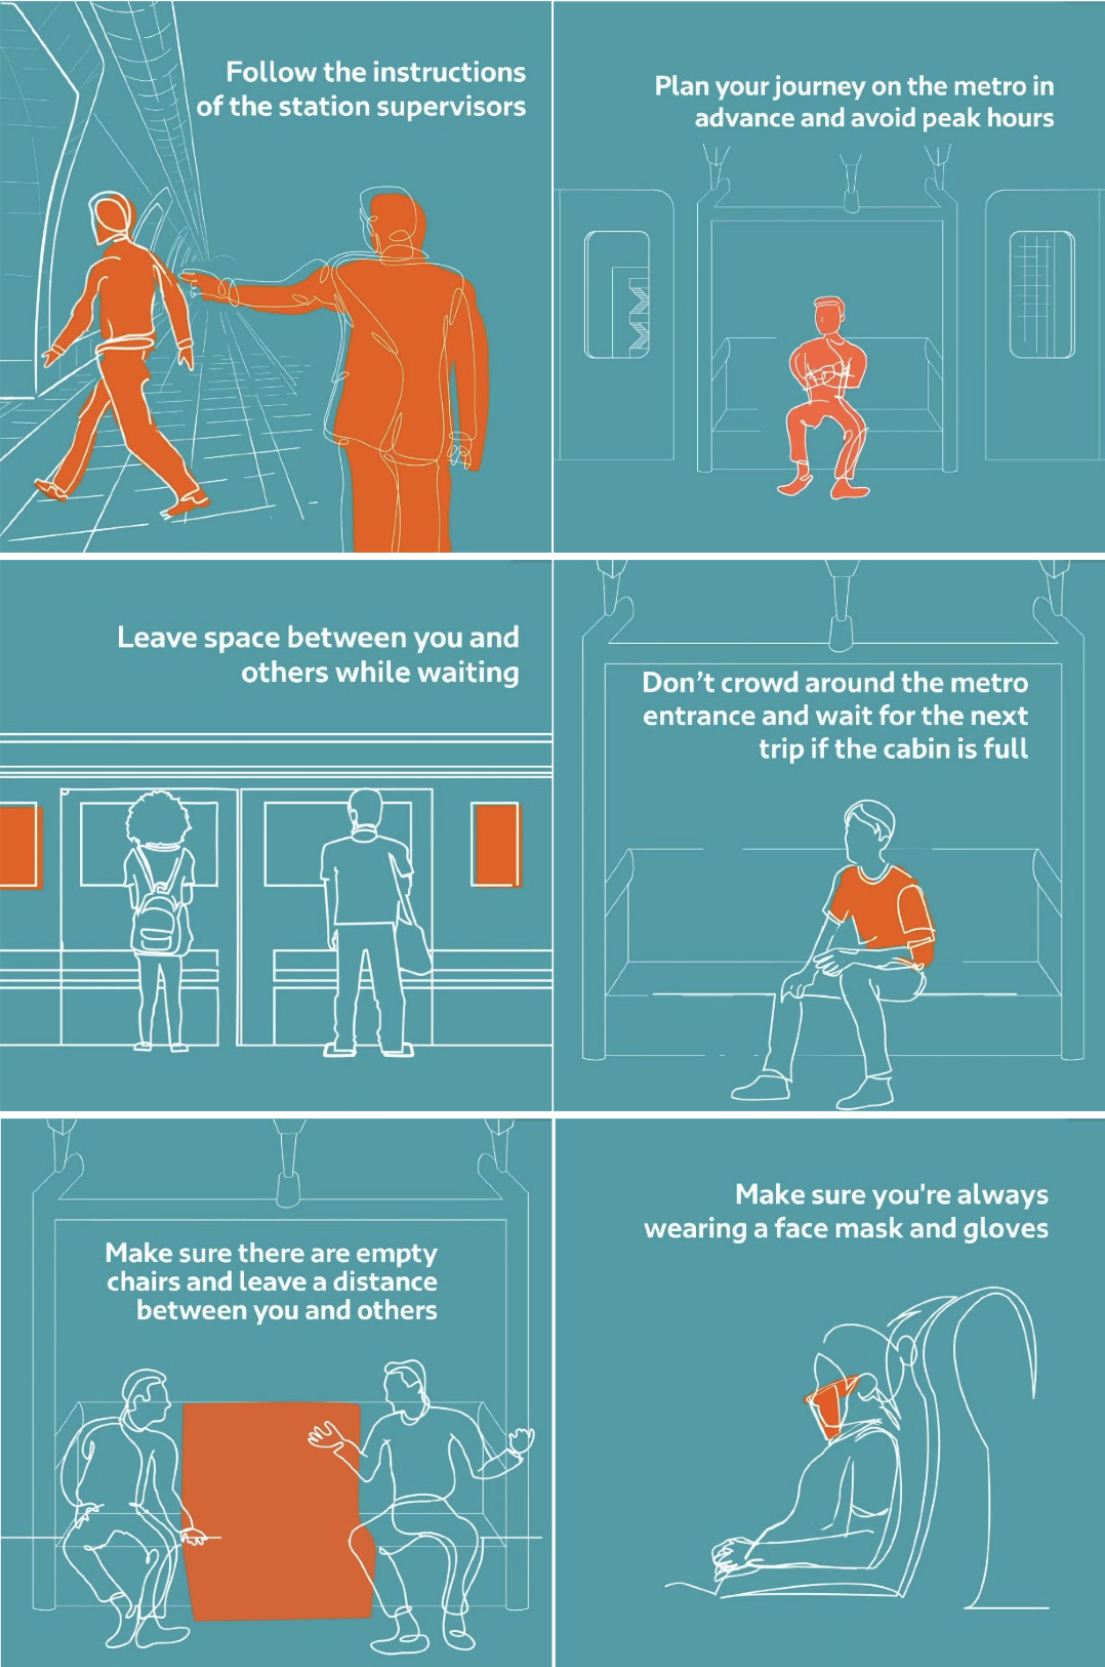 Follow the instructions
of the station supervisors
Plan your journey on the metro in
advance and avoid peak hours
Leave space between you and
others while waiting
Don't crowd around the metro
entrance and wait for the next
trip if the cabin is full
Make sure there are empty
chairs and leave a distance
between you and others
Make sure you're always
wearing a face mask and gloves